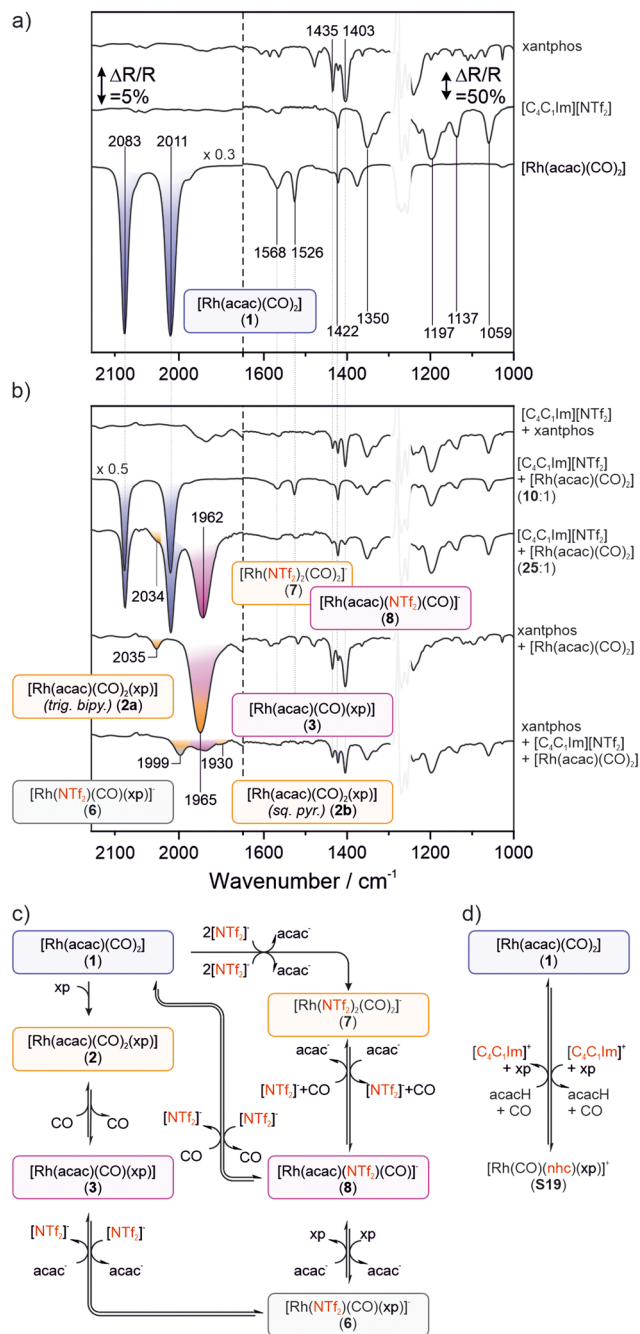 a)
1435 1403
xantphos
ΔR/R
=5%
ΔR/R
=50%
[C₄C₁Im][NTf₂]
2083 2011
x 0.3
[Rh(acac)(CO)₂]
1568 1526
[Rh(acac)(CO)₂]
(1)
1422 1350 1197 1137 1059
2100 2000 1600 1400 1200 1000
b)
[C₄C₁Im][NTf₂]
+ xantphos
x 0.5
[C₄C₁Im][NTf₂]
+ [Rh(acac)(CO)₂]
(10:1)
1962
2034
[C₄C₁Im][NTf₂]
+ [Rh(acac)(CO)₂]
(25:1)
[Rh(NTf₂)₂(CO)₂]⁻
(7)
[Rh(acac)(NTf₂)(CO)]⁻
(8)
xantphos
+ [Rh(acac)(CO)₂]
2035
[Rh(acac)(CO)₂(xp)]
(trig. bipy.) (2a)
[Rh(acac)(CO)(xp)]
(3)
1999 1930
1965
xantphos
+ [C₄C₁Im][NTf₂]
+ [Rh(acac)(CO)₂]
[Rh(NTf₂)(CO)(xp)]⁻
(6)
[Rh(acac)(CO)₂(xp)]
(sq. pyr.) (2b)
2100 2000 1600 1400 1200 1000
Wavenumber / cm⁻¹
c)
[Rh(acac)(CO)₂]
(1)
2[NTf₂]⁻ acac⁻
2[NTf₂]⁻ acac⁻
xp
[Rh(NTf₂)₂(CO)₂]⁻
(7)
[Rh(acac)(CO)₂(xp)]
(2)
acac⁻ acac⁻
[NTf₂]⁻+CO [NTf₂]⁻+CO
CO CO
[NTf₂]⁻ [NTf₂]⁻
CO CO
[Rh(acac)(CO)(xp)]
(3)
[Rh(acac)(NTf₂)(CO)]⁻
(8)
[NTf₂]⁻ [NTf₂]⁻
acac⁻ acac⁻
xp xp
acac⁻ acac⁻
[Rh(NTf₂)(CO)(xp)]⁻
(6)
d)
[Rh(acac)(CO)₂]
(1)
[C₄C₁Im]⁺ [C₄C₁Im]⁺
+ xp + xp
acacH acacH
+ CO + CO
[Rh(CO)(nhc)(xp)]⁺
(S19)